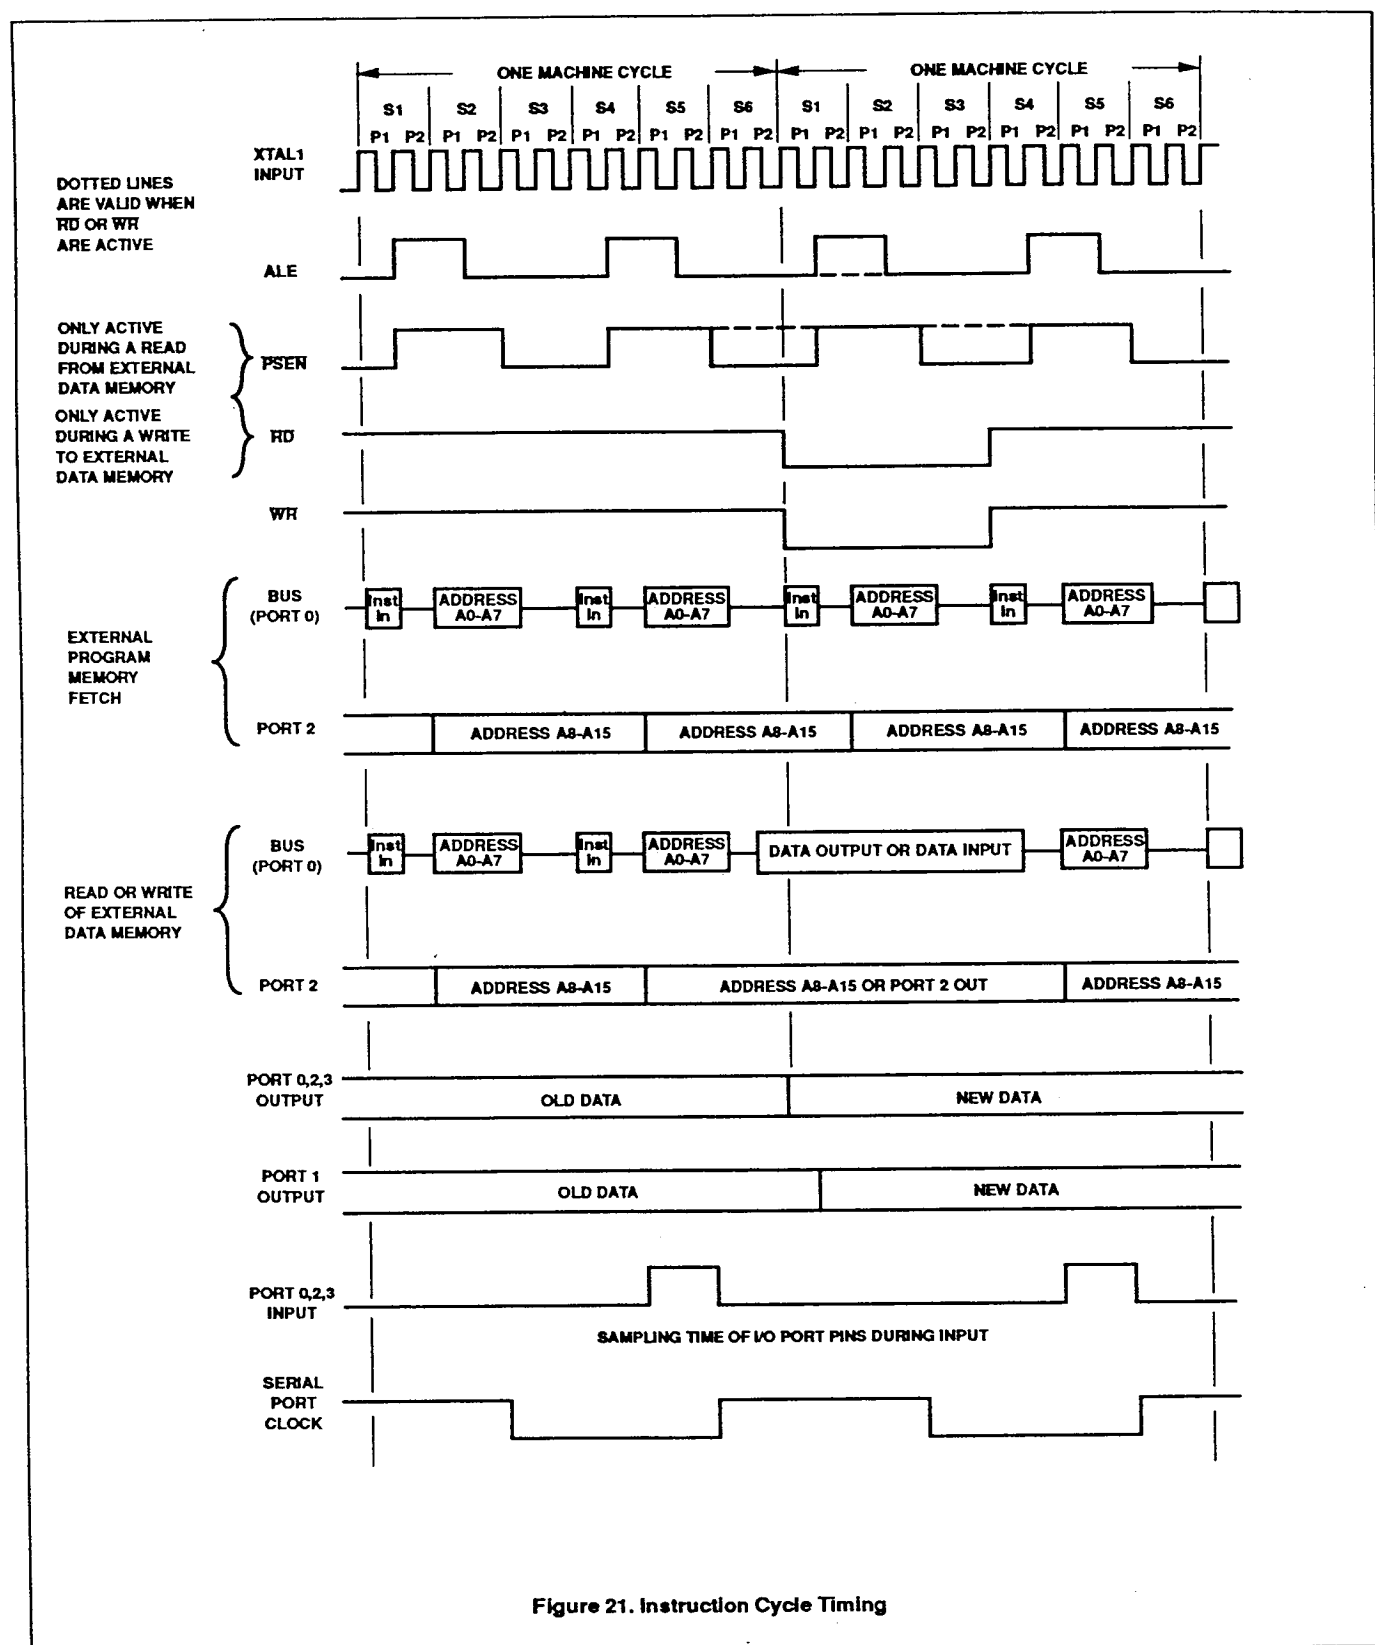 ONE MACHINE CYCLE ONE MACHINE CYCLE
S1 S2 S3 S4 S5 S6 S1 S2 S3 S4 S5 S6
P1 P2 P1 P2 P1 P2 P1 P2 P1 P2 P1 P2 P1 P2 P1 P2 P1 P2 P1 P2 P1 P2 P1 P2
XTAL1
INPUT
DOTTED LINES
ARE VALID WHEN
RD OR WR
ARE ACTIVE
ALE
ONLY ACTIVE
DURING A READ
FROM EXTERNAL
DATA MEMORY
PSEN
ONLY ACTIVE
DURING A WRITE
TO EXTERNAL
DATA MEMORY
RD
WR
EXTERNAL
PROGRAM
MEMORY
FETCH
BUS
(PORT 0)
Inst
In
ADDRESS
A0-A7
Inst
In
ADDRESS
A0-A7
Inst
In
ADDRESS
A0-A7
Inst
In
ADDRESS
A0-A7
PORT 2
ADDRESS A8-A15 ADDRESS A8-A15 ADDRESS A8-A15 ADDRESS A8-A15
READ OR WRITE
OF EXTERNAL
DATA MEMORY
BUS
(PORT 0)
Inst
In
ADDRESS
A0-A7
Inst
In
ADDRESS
A0-A7
DATA OUTPUT OR DATA INPUT
ADDRESS
A0-A7
PORT 2
ADDRESS A8-A15 ADDRESS A8-A15 OR PORT 2 OUT ADDRESS A8-A15
PORT 0,2,3
OUTPUT
OLD DATA NEW DATA
PORT 1
OUTPUT
OLD DATA NEW DATA
PORT 0,2,3
INPUT
SAMPLING TIME OF I/O PORT PINS DURING INPUT
SERIAL
PORT
CLOCK
Figure 21. Instruction Cycle Timing